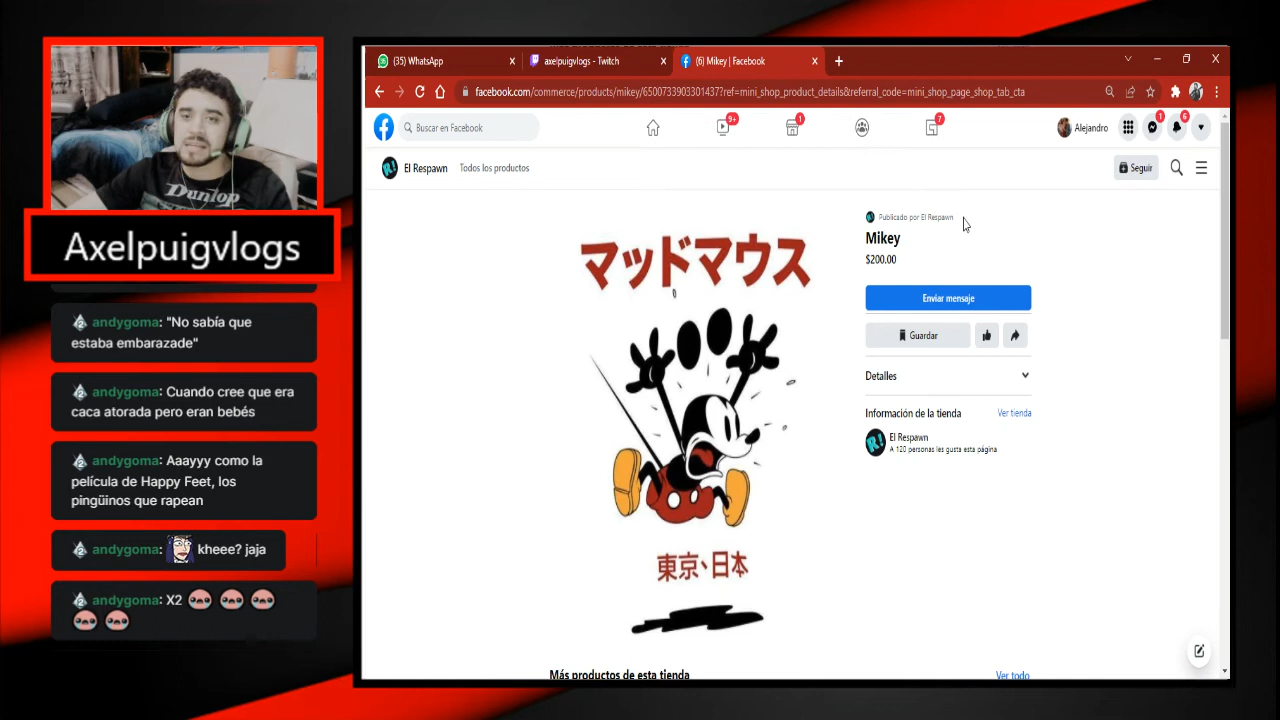 Dunlop
Axelpuigvlogs
andygoma: "No sabía que
estaba embarazade"
andygoma: Cuando cree que era
caca atorada pero eran bebés
andygoma: Aaayyy como la
película de Happy Feet, los
pingüinos que rapean
andygoma: kheee? jaja
andygoma: X2
(35) WhatsApp
axelpuigvlogs - Twitch
(6) Mikey | Facebook
facebook.com/commerce/products/mikey/6500733903301437?ref=mini_shop_product_details&referral_code=mini_shop_page_shop_tab_cta
Buscar en Facebook
9+
1
7
Alejandro
1
6
El Respawn
Todos los productos
Seguir
Publicado por El Respawn
Mikey
$200.00
Enviar mensaje
Guardar
Detalles
Información de la tienda
Ver tienda
R!
El Respawn
A 120 personas les gusta esta página
マッドマウス
東京、日本
Más productos de esta tienda
Ver todo